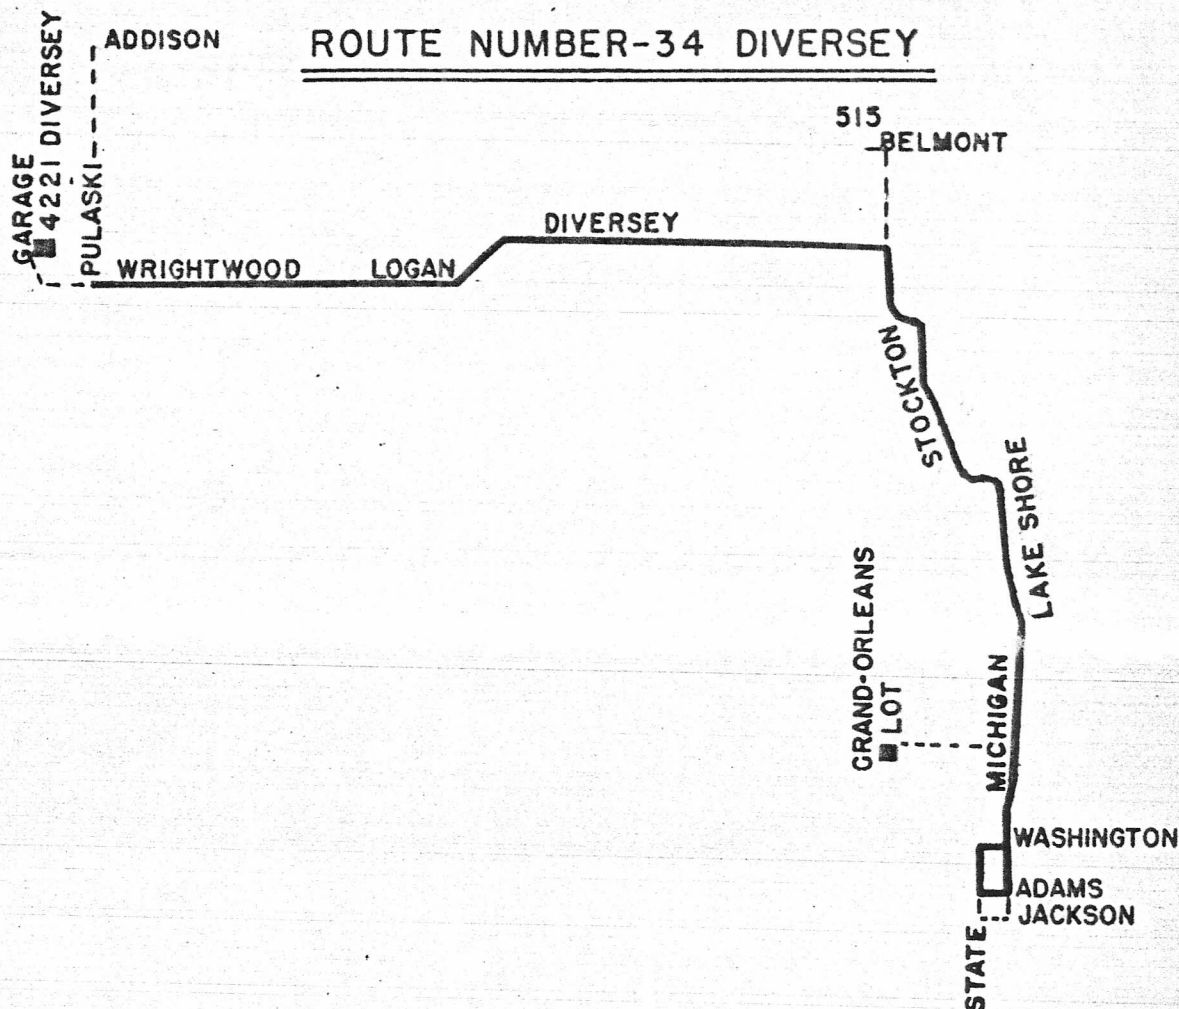 ROUTE NUMBER-34 DIVERSEY
ADDISON
GARAGE
4221 DIVERSEY
PULASKI
515
BELMONT
DIVERSEY
WRIGHTWOOD
LOGAN
STOCKTON
LAKE SHORE
GRAND-ORLEANS
LOT
MICHIGAN
WASHINGTON
ADAMS
JACKSON
STATE